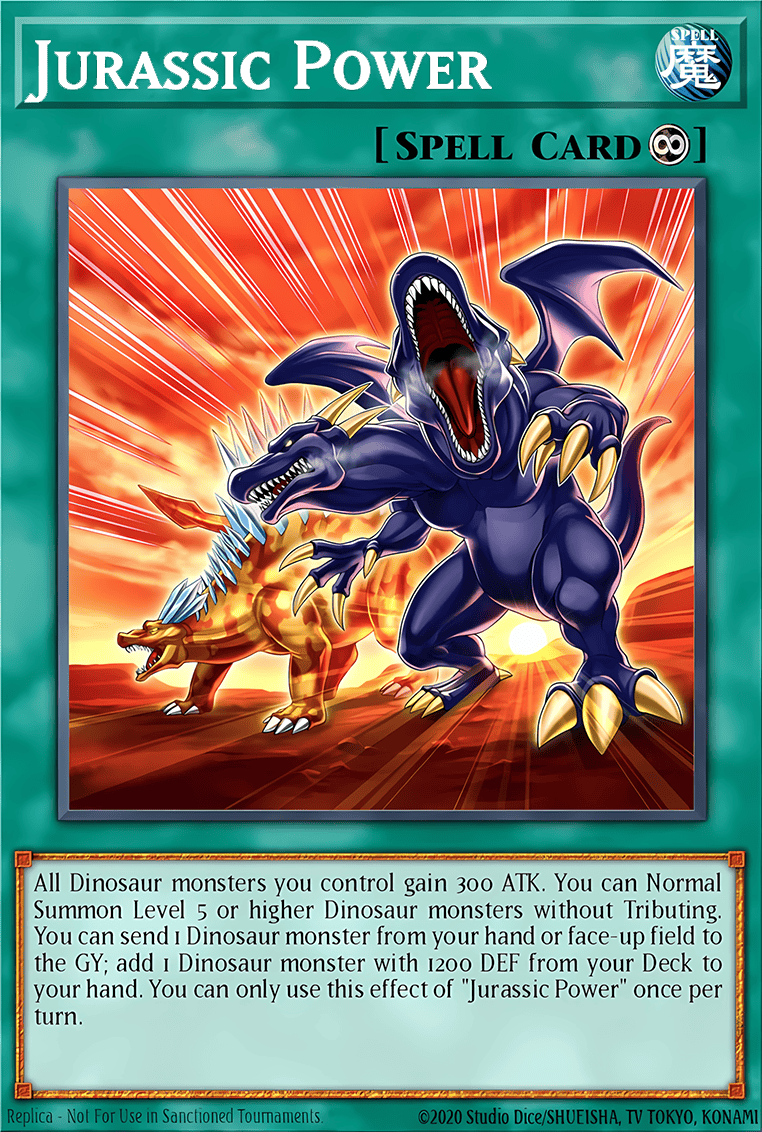 Jurassic Power
SPELL
魔
[Spell Card]
All Dinosaur monsters you control gain 300 ATK. You can Normal
Summon Level 5 or higher Dinosaur monsters without Tributing.
You can send 1 Dinosaur monster from your hand or face-up field to
the GY; add 1 Dinosaur monster with 1200 DEF from your Deck to
your hand. You can only use this effect of "Jurassic Power" once per
turn.
Replica - Not For Use in Sanctioned Tournaments.
©2020 Studio Dice/SHUEISHA, TV TOKYO, KONAMI